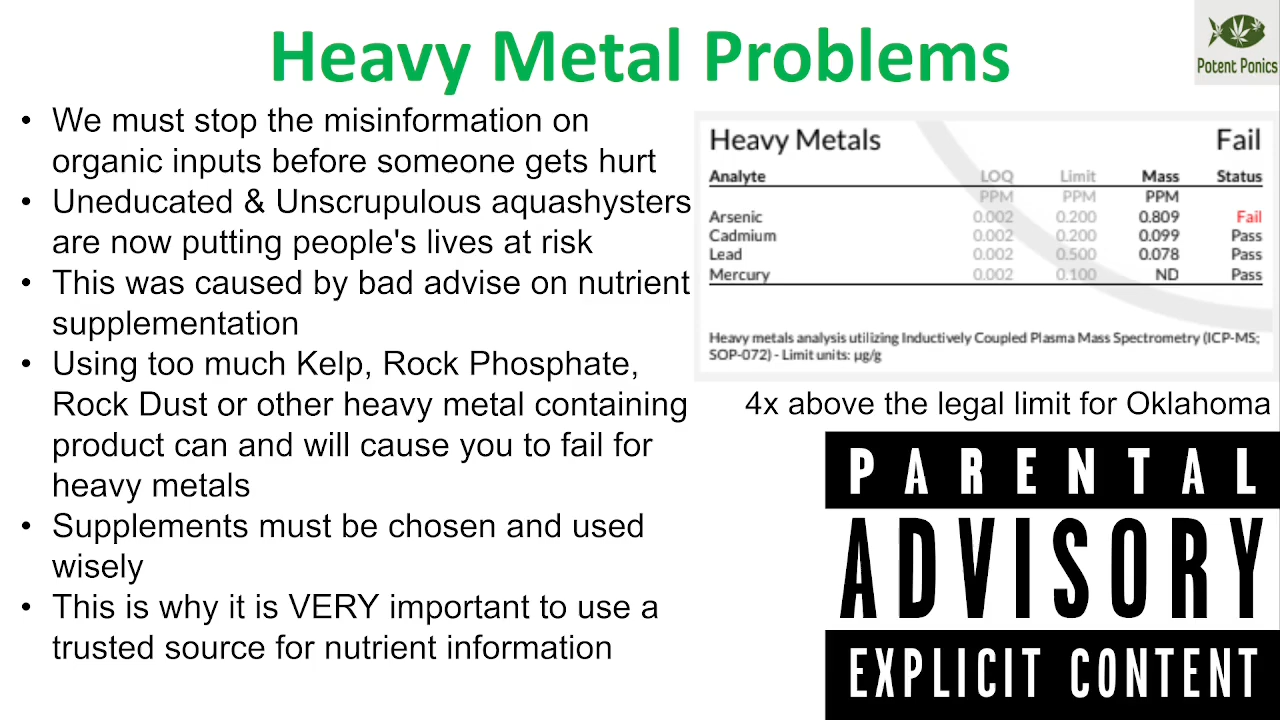 Heavy Metal Problems
Potent Ponics
• We must stop the misinformation on
organic inputs before someone gets hurt
• Uneducated & Unscrupulous aquashysters
are now putting people's lives at risk
• This was caused by bad advise on nutrient
supplementation
• Using too much Kelp, Rock Phosphate,
Rock Dust or other heavy metal containing
product can and will cause you to fail for
heavy metals
• Supplements must be chosen and used
wisely
• This is why it is VERY important to use a
trusted source for nutrient information
Heavy Metals Fail
Analyte LOQ Limit Mass Status
PPM PPM PPM
Arsenic 0.002 0.200 0.809 Fail
Cadmium 0.002 0.200 0.099 Pass
Lead 0.002 0.500 0.078 Pass
Mercury 0.002 0.100 ND Pass
Heavy metals analysis utilizing Inductively Coupled Plasma Mass Spectrometry (ICP-MS;
SOP-072) - Limit units: µg/g
4x above the legal limit for Oklahoma
PARENTAL
ADVISORY
EXPLICIT CONTENT